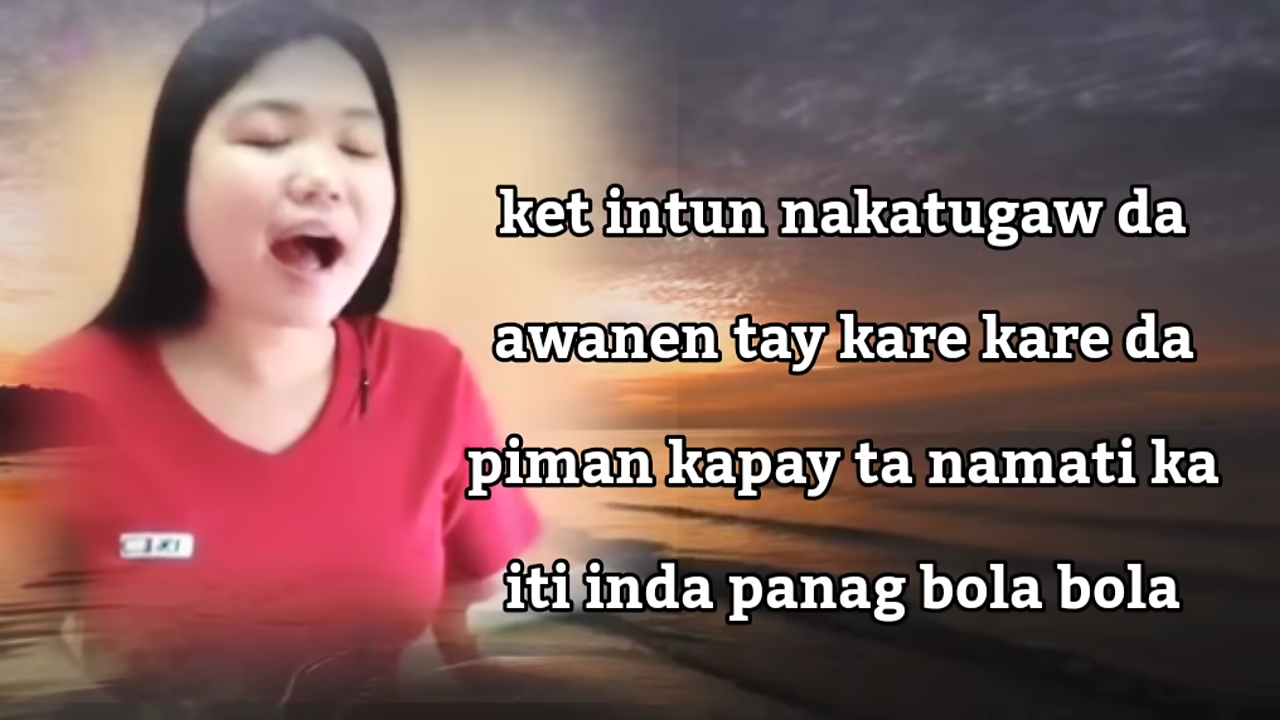 ket intun nakatugaw da
awanen tay kare kare da
piman kapay ta namati ka
iti inda panag bola bola